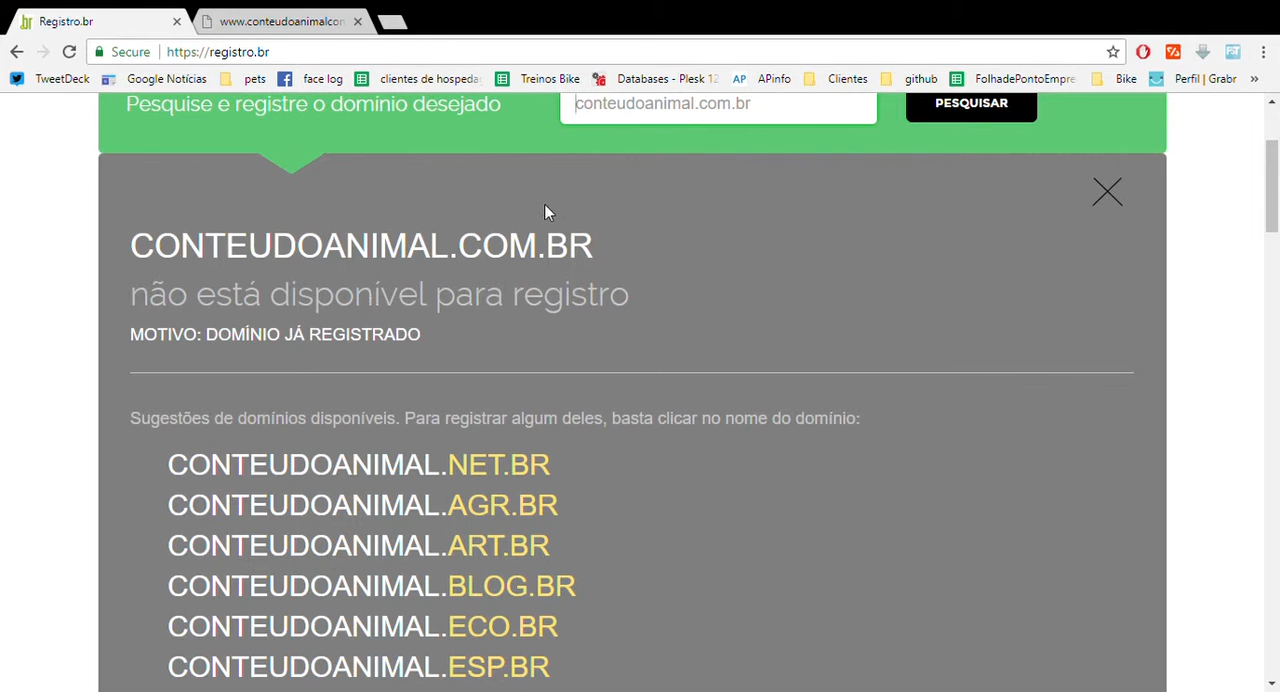 Registro.br
www.conteudoanimalcon
Secure
https://registro.br
TweetDeck
Google Notícias
pets
face log
clientes de hospeda
Treinos Bike
Databases - Plesk 12
AP
APinfo
Clientes
github
FolhadePontoEmpre
Bike
Perfil | Grabr
»
Pesquise e registre o domínio desejado
conteudoanimal.com.br
PESQUISAR
CONTEUDOANIMAL.COM.BR
não está disponível para registro
MOTIVO: DOMÍNIO JÁ REGISTRADO
Sugestões de domínios disponíveis. Para registrar algum deles, basta clicar no nome do domínio:
CONTEUDOANIMAL.NET.BR
CONTEUDOANIMAL.AGR.BR
CONTEUDOANIMAL.ART.BR
CONTEUDOANIMAL.BLOG.BR
CONTEUDOANIMAL.ECO.BR
CONTEUDOANIMAL.ESP.BR